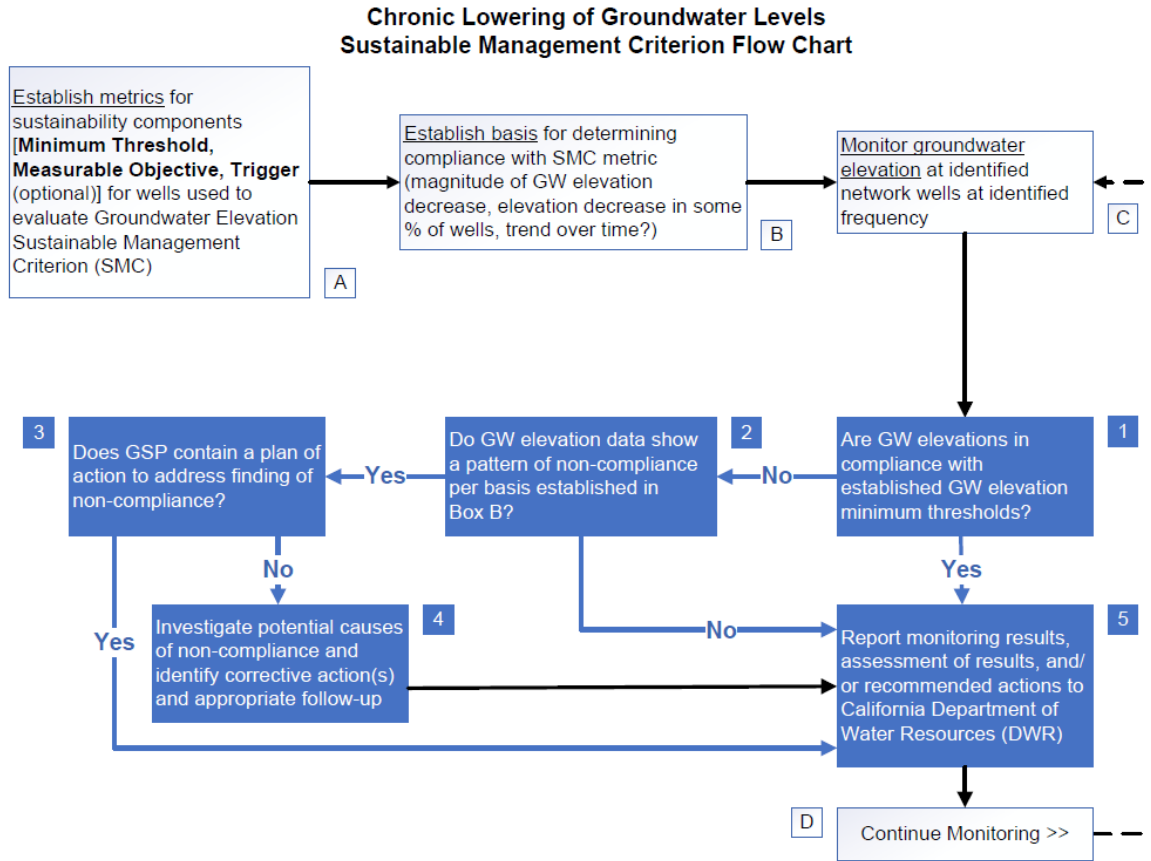 Chronic Lowering of Groundwater Levels
Sustainable Management Criterion Flow Chart
Establish metrics for
sustainability components
[Minimum Threshold,
Measurable Objective, Trigger
(optional)] for wells used to
evaluate Groundwater Elevation
Sustainable Management
Criterion (SMC)
A
Establish basis for determining
compliance with SMC metric
(magnitude of GW elevation
decrease, elevation decrease in some
% of wells, trend over time?)
B
Monitor groundwater
elevation at identified
network wells at identified
frequency
C
3
Does GSP contain a plan of
action to address finding of
non-compliance?
Yes
2
Do GW elevation data show
a pattern of non-compliance
per basis established in
Box B?
No
1
Are GW elevations in
compliance with
established GW elevation
minimum thresholds?
No
Yes
Yes
4
Investigate potential causes
of non-compliance and
identify corrective action(s)
and appropriate follow-up
No
5
Report monitoring results,
assessment of results, and/
or recommended actions to
California Department of
Water Resources (DWR)
D
Continue Monitoring >>